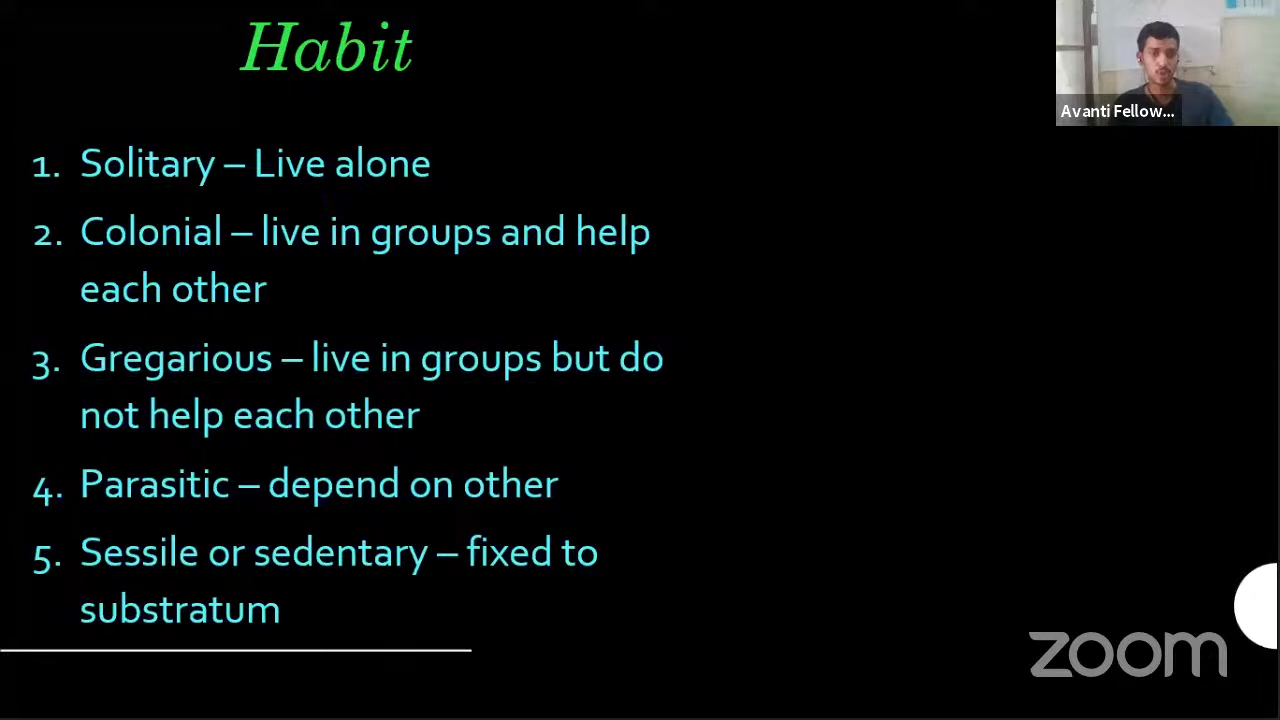 Habit
Avanti Fellow...
1. Solitary – Live alone
2. Colonial – live in groups and help
each other
3. Gregarious – live in groups but do
not help each other
4. Parasitic – depend on other
5. Sessile or sedentary – fixed to
substratum
zoom